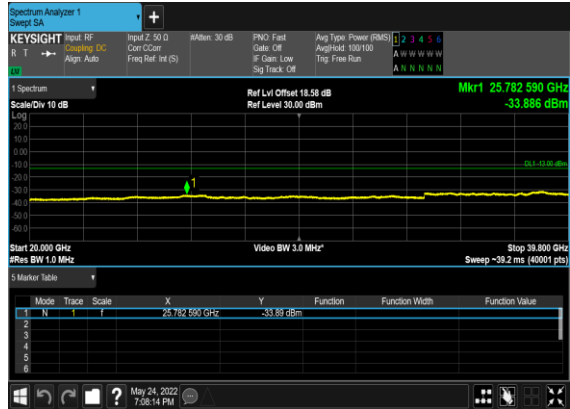 Spectrum Analyzer 1
Swept SA
+
KEYSIGHT Input: RF Input Z: 50 Ω #Atten: 30 dB PNO: Fast Avg Type: Power (RMS) 1 2 3 4 5 6
R T Coupling: DC Corr CCorr Gate: Off Avg|Hold: 100/100 A W W W W W
Align: Auto Freq Ref: Int (S) IF Gain: Low Trig: Free Run
Sig Track: Off A N N N N N
1 Spectrum Ref Lvl Offset 18.58 dB Mkr1 25.782 590 GHz
Scale/Div 10 dB Ref Level 30.00 dBm -33.886 dBm
Log
20.0
10.0
0.00
-10.0
DL1 -13.00 dBm
-20.0
1
-30.0
-40.0
-50.0
-60.0
Start 20.000 GHz Video BW 3.0 MHz* Stop 39.800 GHz
#Res BW 1.0 MHz Sweep ~39.2 ms (40001 pts)
5 Marker Table
Mode Trace Scale X Y Function Function Width Function Value
1 N 1 f 25.782 590 GHz -33.89 dBm
2
3
4
5
6
? May 24, 2022
7:08:14 PM